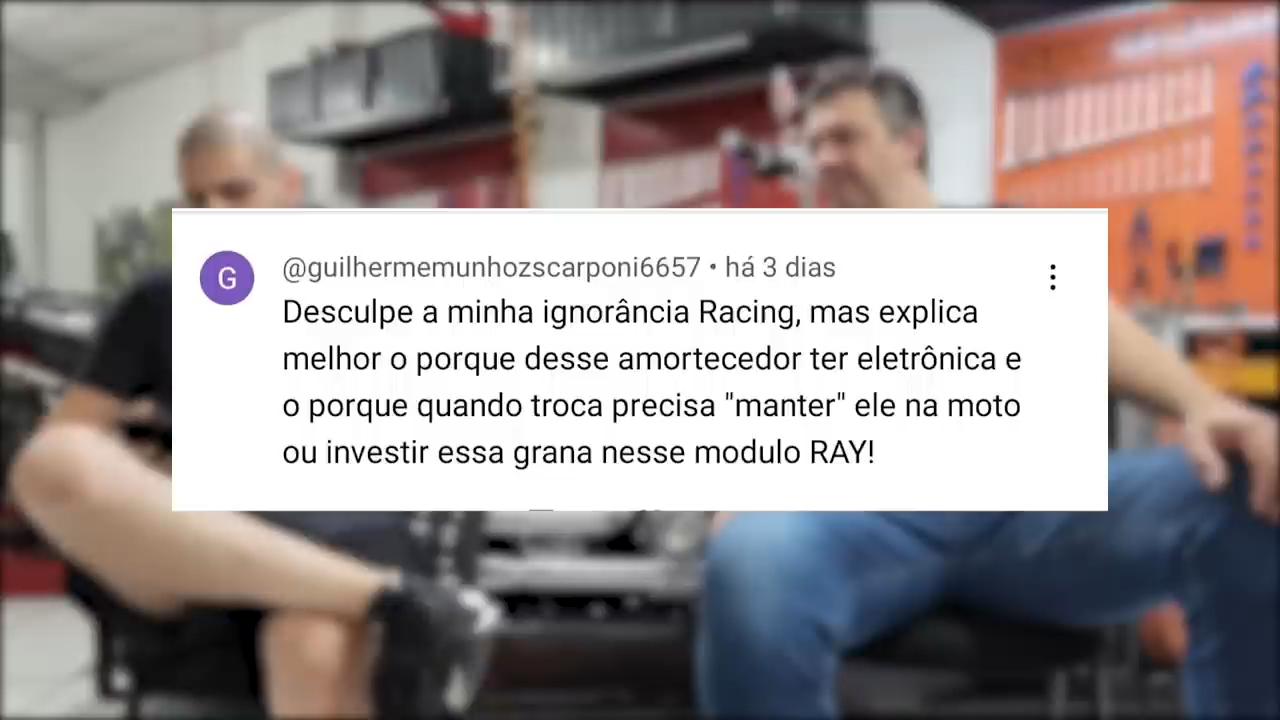 G
@guilhermemunhozscarponi6657 • há 3 dias
Desculpe a minha ignorância Racing, mas explica
melhor o porque desse amortecedor ter eletrônica e
o porque quando troca precisa "manter" ele na moto
ou investir essa grana nesse modulo RAY!